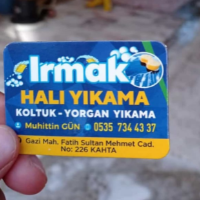 Irmak
HALI YIKAMA
KOLTUK - YORGAN YIKAMA
Muhittin GÜN 0535 734 43 37
Gazi Mah. Fatih Sultan Mehmet Cad.
No: 226 KAHTA